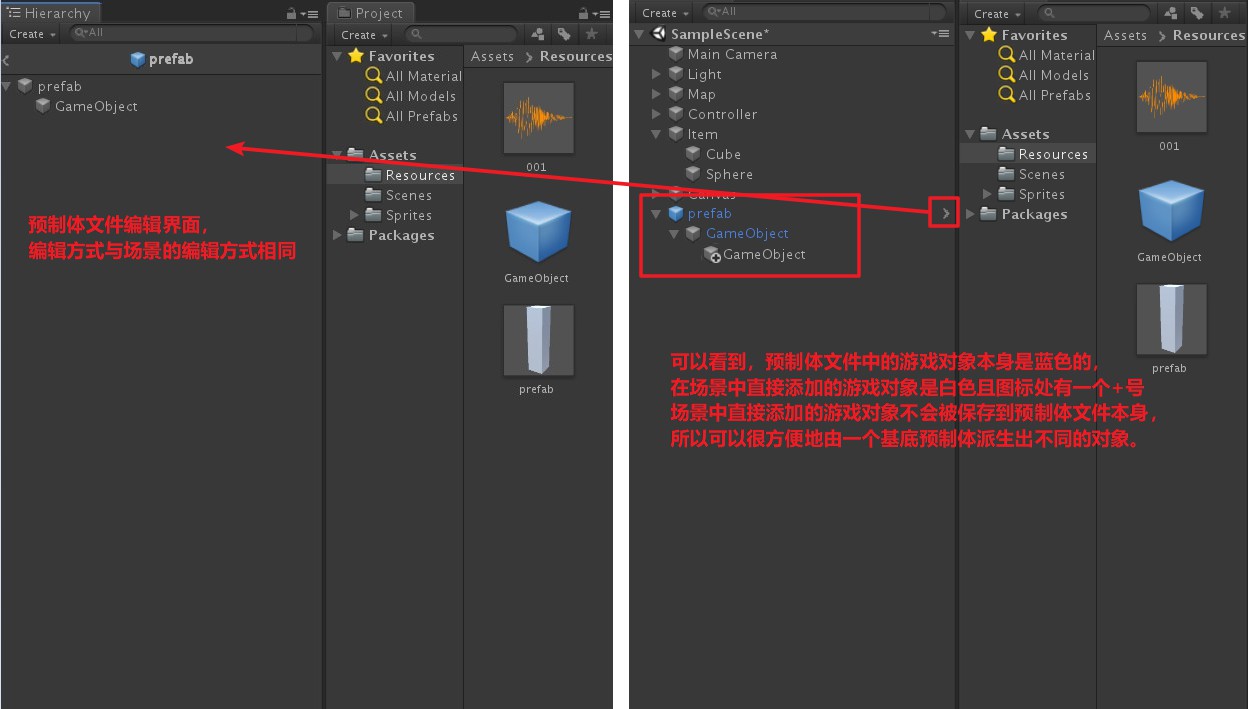 Hierarchy
Create
All
prefab
prefab
GameObject
预制体文件编辑界面，
编辑方式与场景的编辑方式相同
Project
Create
Favorites
All Material
All Models
All Prefabs
Assets
Resources
Scenes
Sprites
Packages
Assets > Resources
001
GameObject
prefab
Create
All
SampleScene*
Main Camera
Light
Map
Controller
Item
Cube
Sphere
Canvas
prefab
GameObject
GameObject
可以看到，预制体文件中的游戏对象本身是蓝色的，
在场景中直接添加的游戏对象是白色且图标处有一个+号
场景中直接添加的游戏对象不会被保存到预制体文件本身，
所以可以很方便地由一个基底预制体派生出不同的对象。
Create
Favorites
All Material
All Models
All Prefabs
Assets
Resources
Scenes
Sprites
Packages
Assets > Resources
001
GameObject
prefab